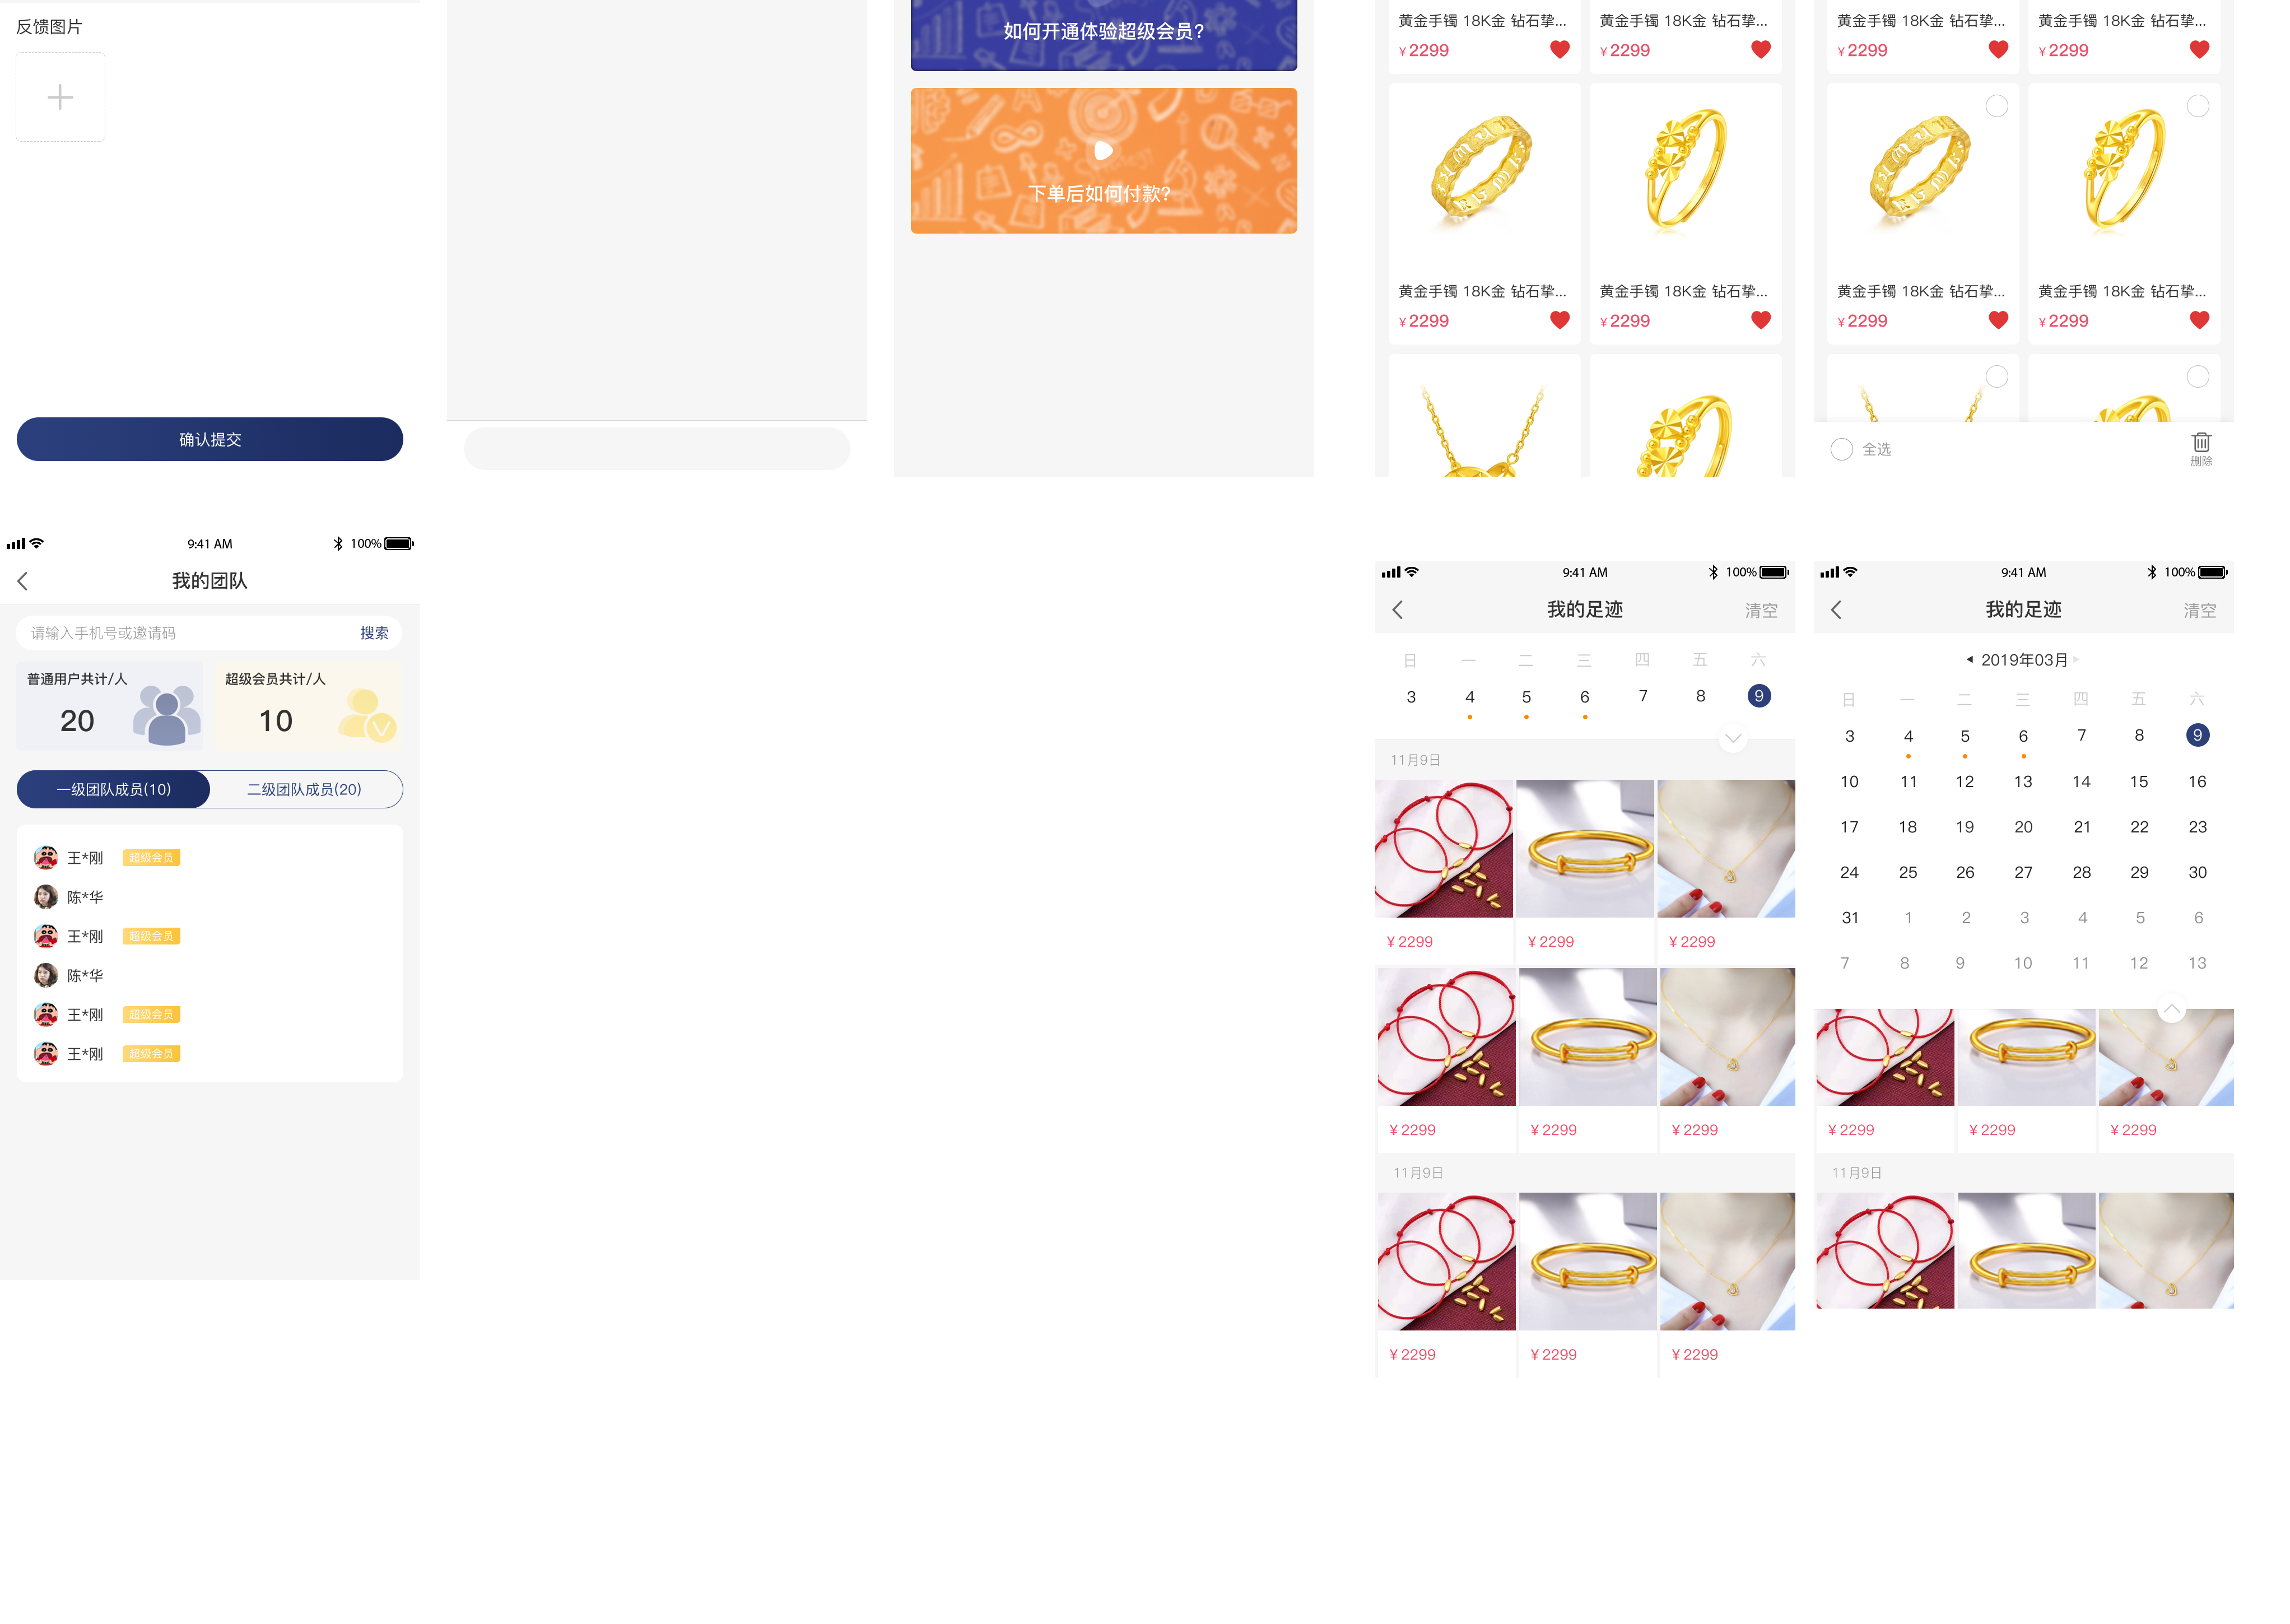 反馈图片
确认提交
如何开通体验超级会员?
下单后如何付款?
黄金手镯 18K金 钻石挚...
黄金手镯 18K金 钻石挚...
¥2299
¥2299
黄金手镯 18K金 钻石挚...
黄金手镯 18K金 钻石挚...
¥2299
¥2299
黄金手镯 18K金 钻石挚...
黄金手镯 18K金 钻石挚...
¥2299
¥2299
黄金手镯 18K金 钻石挚...
黄金手镯 18K金 钻石挚...
¥2299
¥2299
全选
删除
9:41 AM 100%
我的团队
请输入手机号或邀请码 搜索
普通用户共计/人
20
超级会员共计/人
10
一级团队成员(10) 二级团队成员(20)
王*刚 超级会员
陈*华
王*刚 超级会员
陈*华
王*刚 超级会员
王*刚 超级会员
9:41 AM 100%
我的足迹 清空
日 一 二 三 四 五 六
3 4 5 6 7 8 9
11月9日
¥2299 ¥2299 ¥2299
¥2299 ¥2299 ¥2299
11月9日
¥2299 ¥2299 ¥2299
9:41 AM 100%
我的足迹 清空
2019年03月
日 一 二 三 四 五 六
3 4 5 6 7 8 9
10 11 12 13 14 15 16
17 18 19 20 21 22 23
24 25 26 27 28 29 30
31 1 2 3 4 5 6
7 8 9 10 11 12 13
¥2299 ¥2299 ¥2299
11月9日